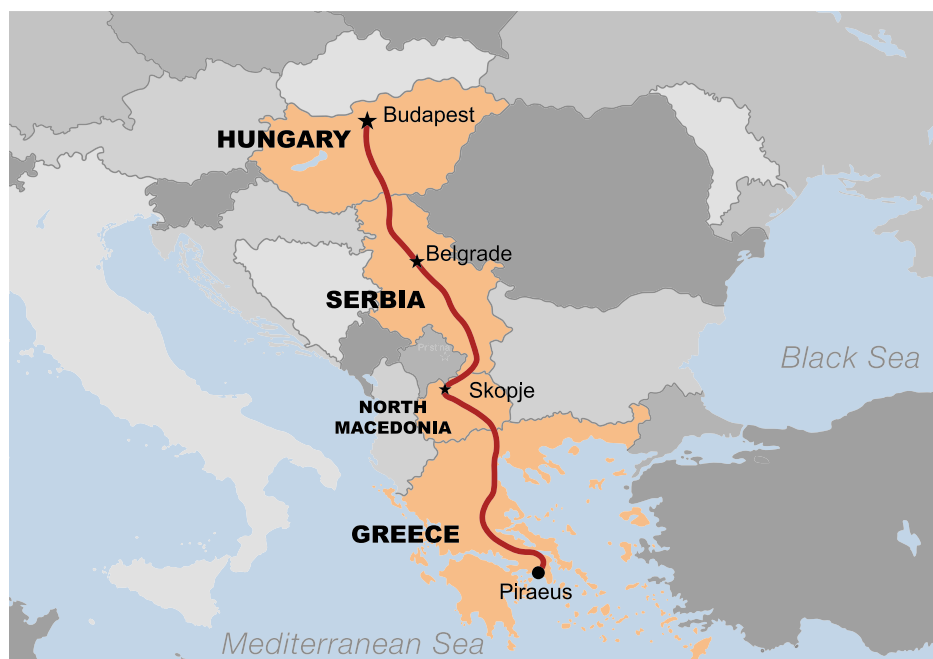 Budapest
HUNGARY
Belgrade
SERBIA
Black Sea
Skopje
NORTH
MACEDONIA
GREECE
Piraeus
Mediterranean Sea